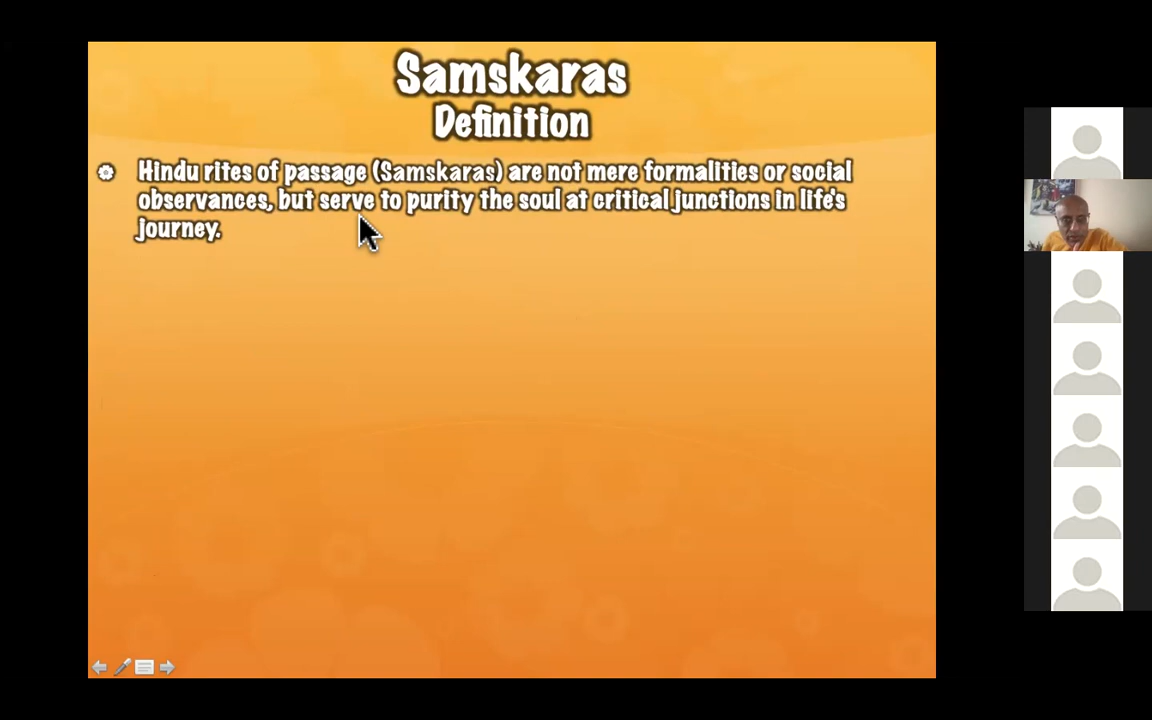 Samskaras
Definition
Hindu rites of passage (Samskaras) are not mere formalities or social
observances, but serve to purity the soul at critical junctions in life's
journey.